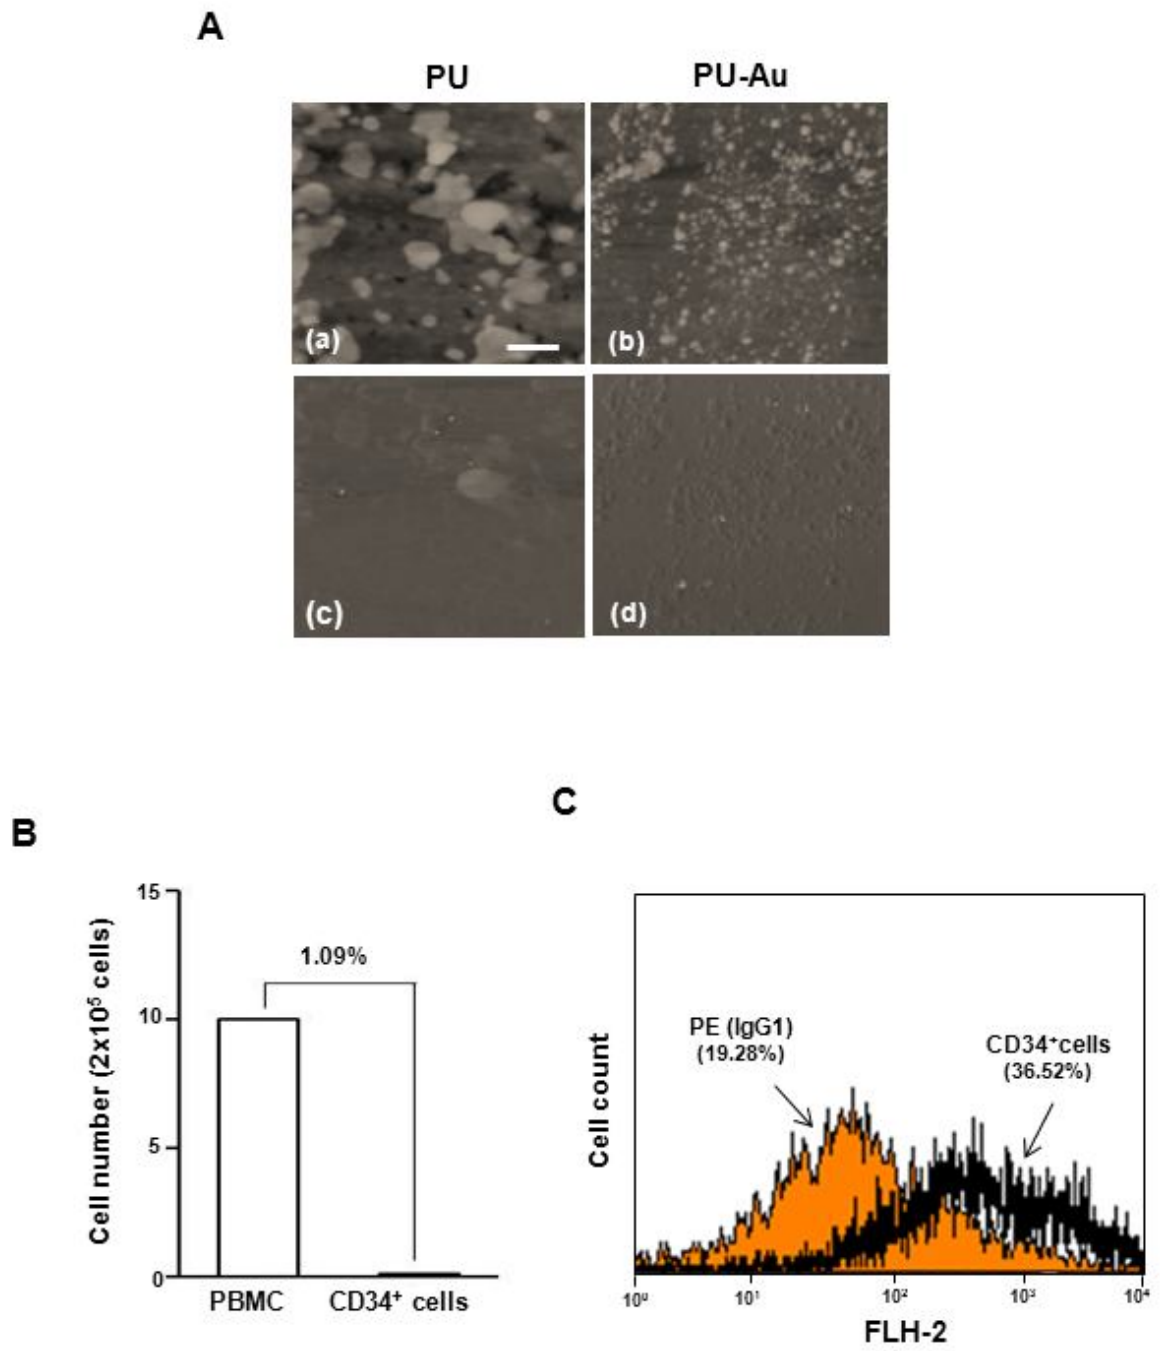 A
PU
PU-Au
(a)
(b)
(c)
(d)
B
15
10
5
0
Cell number (2x10⁵ cells)
1.09%
PBMC
CD34⁺ cells
C
Cell count
PE (IgG1)
(19.28%)
CD34⁺cells
(36.52%)
10⁰
10¹
10²
10³
10⁴
FLH-2